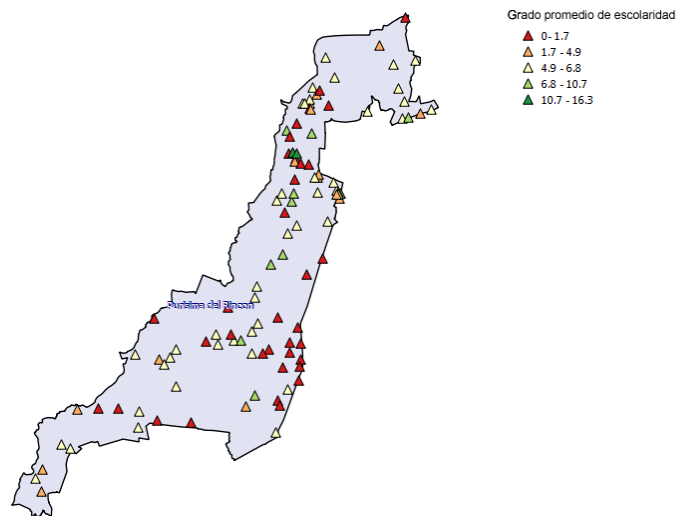 Grado promedio de escolaridad
0- 1.7
1.7 - 4.9
4.9 - 6.8
6.8 - 10.7
10.7 - 16.3
Purísima del Rincón